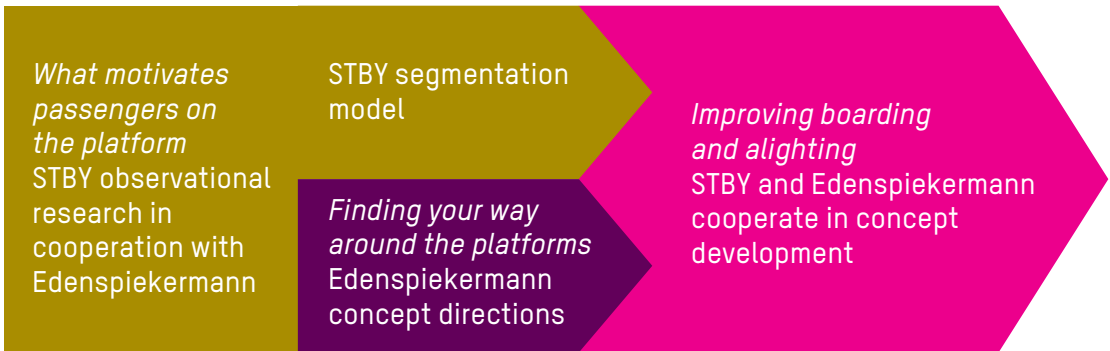 What motivates
passengers on
the platform
STBY observational
research in
cooperation with
Edenspiekermann
STBY segmentation
model
Finding your way
around the platforms
Edenspiekermann
concept directions
Improving boarding
and alighting
STBY and Edenspiekermann
cooperate in concept
development